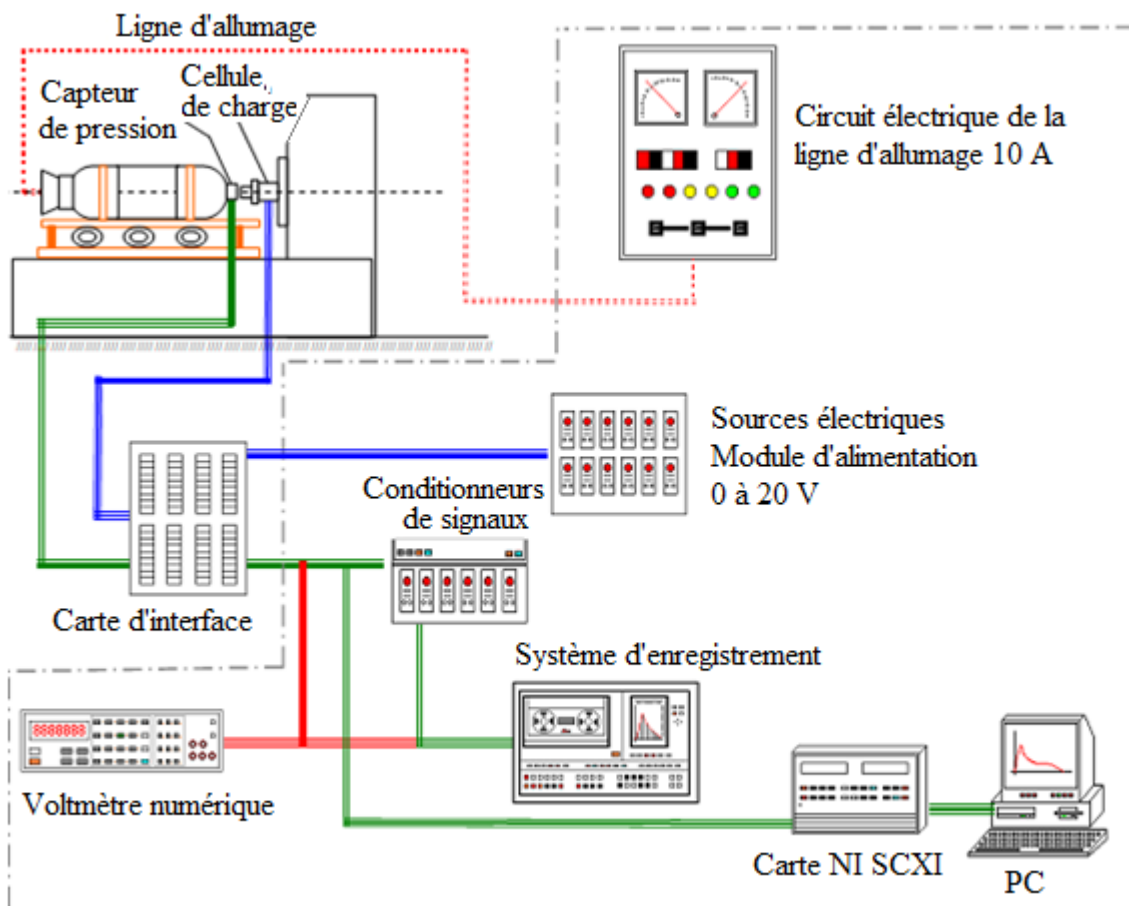 Ligne d'allumage
Capteur
de pression
Cellule,
de charge
Circuit électrique de la
ligne d'allumage 10 A
Sources électriques
Module d'alimentation
0 à 20 V
Conditionneurs
de signaux
Carte d'interface
Système d'enregistrement
Voltmètre numérique
Carte NI SCXI
PC